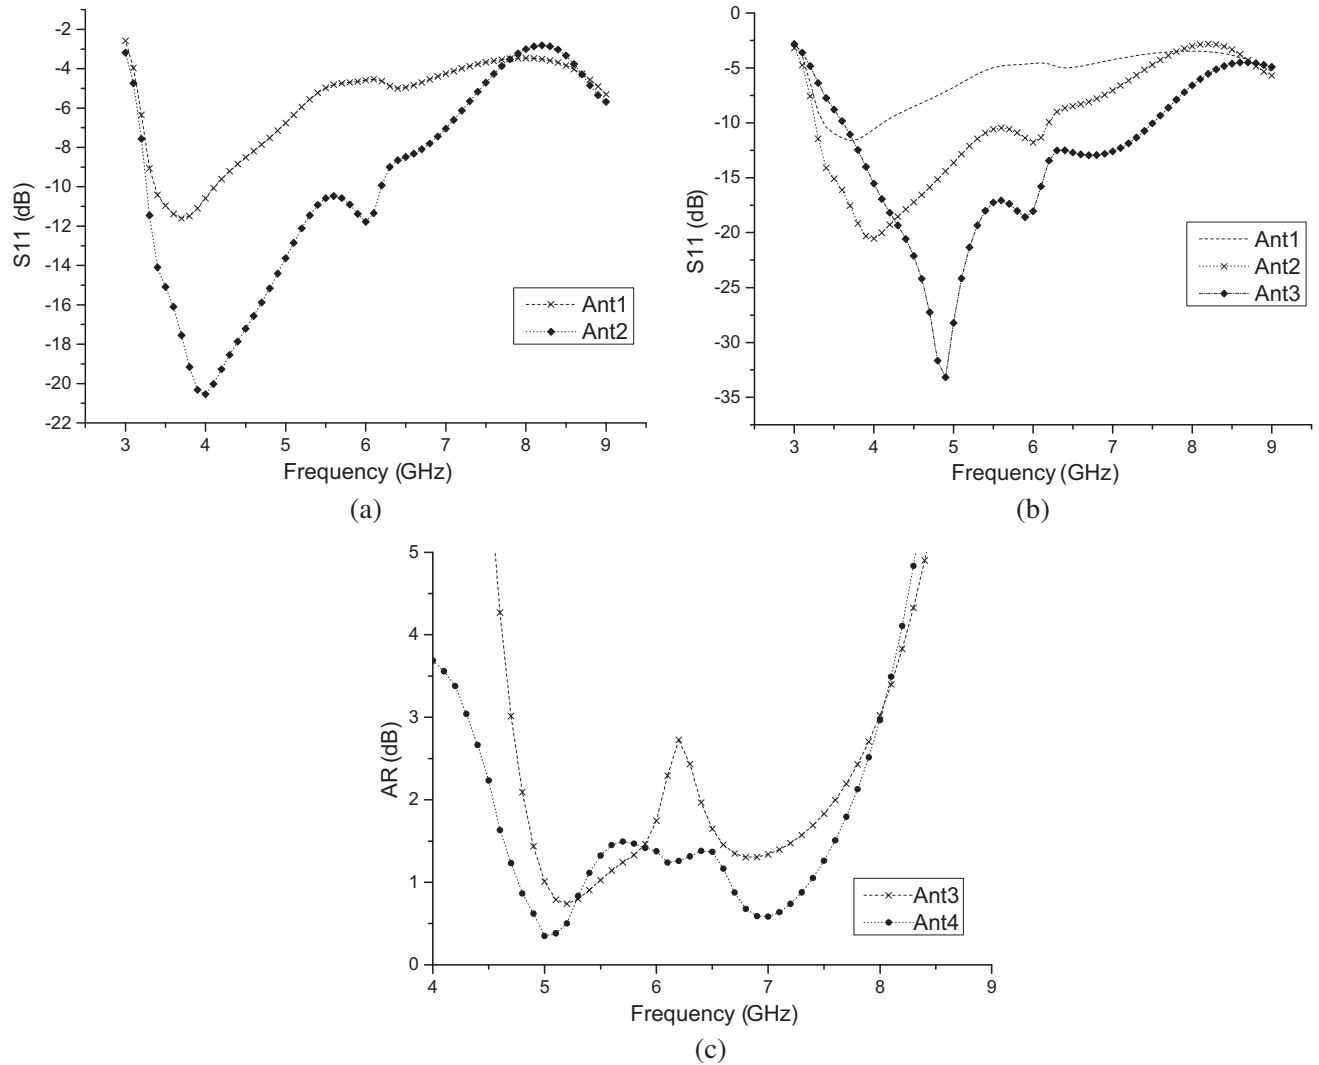 -2
-4
-6
-8
-10
-12
-14
-16
-18
-20
-22
S11 (dB)
3 4 5 6 7 8 9
Frequency (GHz)
Ant1
Ant2
(a)
0
-5
-10
-15
-20
-25
-30
-35
S11 (dB)
3 4 5 6 7 8 9
Frequency (GHz)
Ant1
Ant2
Ant3
(b)
5
4
3
2
1
0
AR (dB)
4 5 6 7 8 9
Frequency (GHz)
Ant3
Ant4
(c)